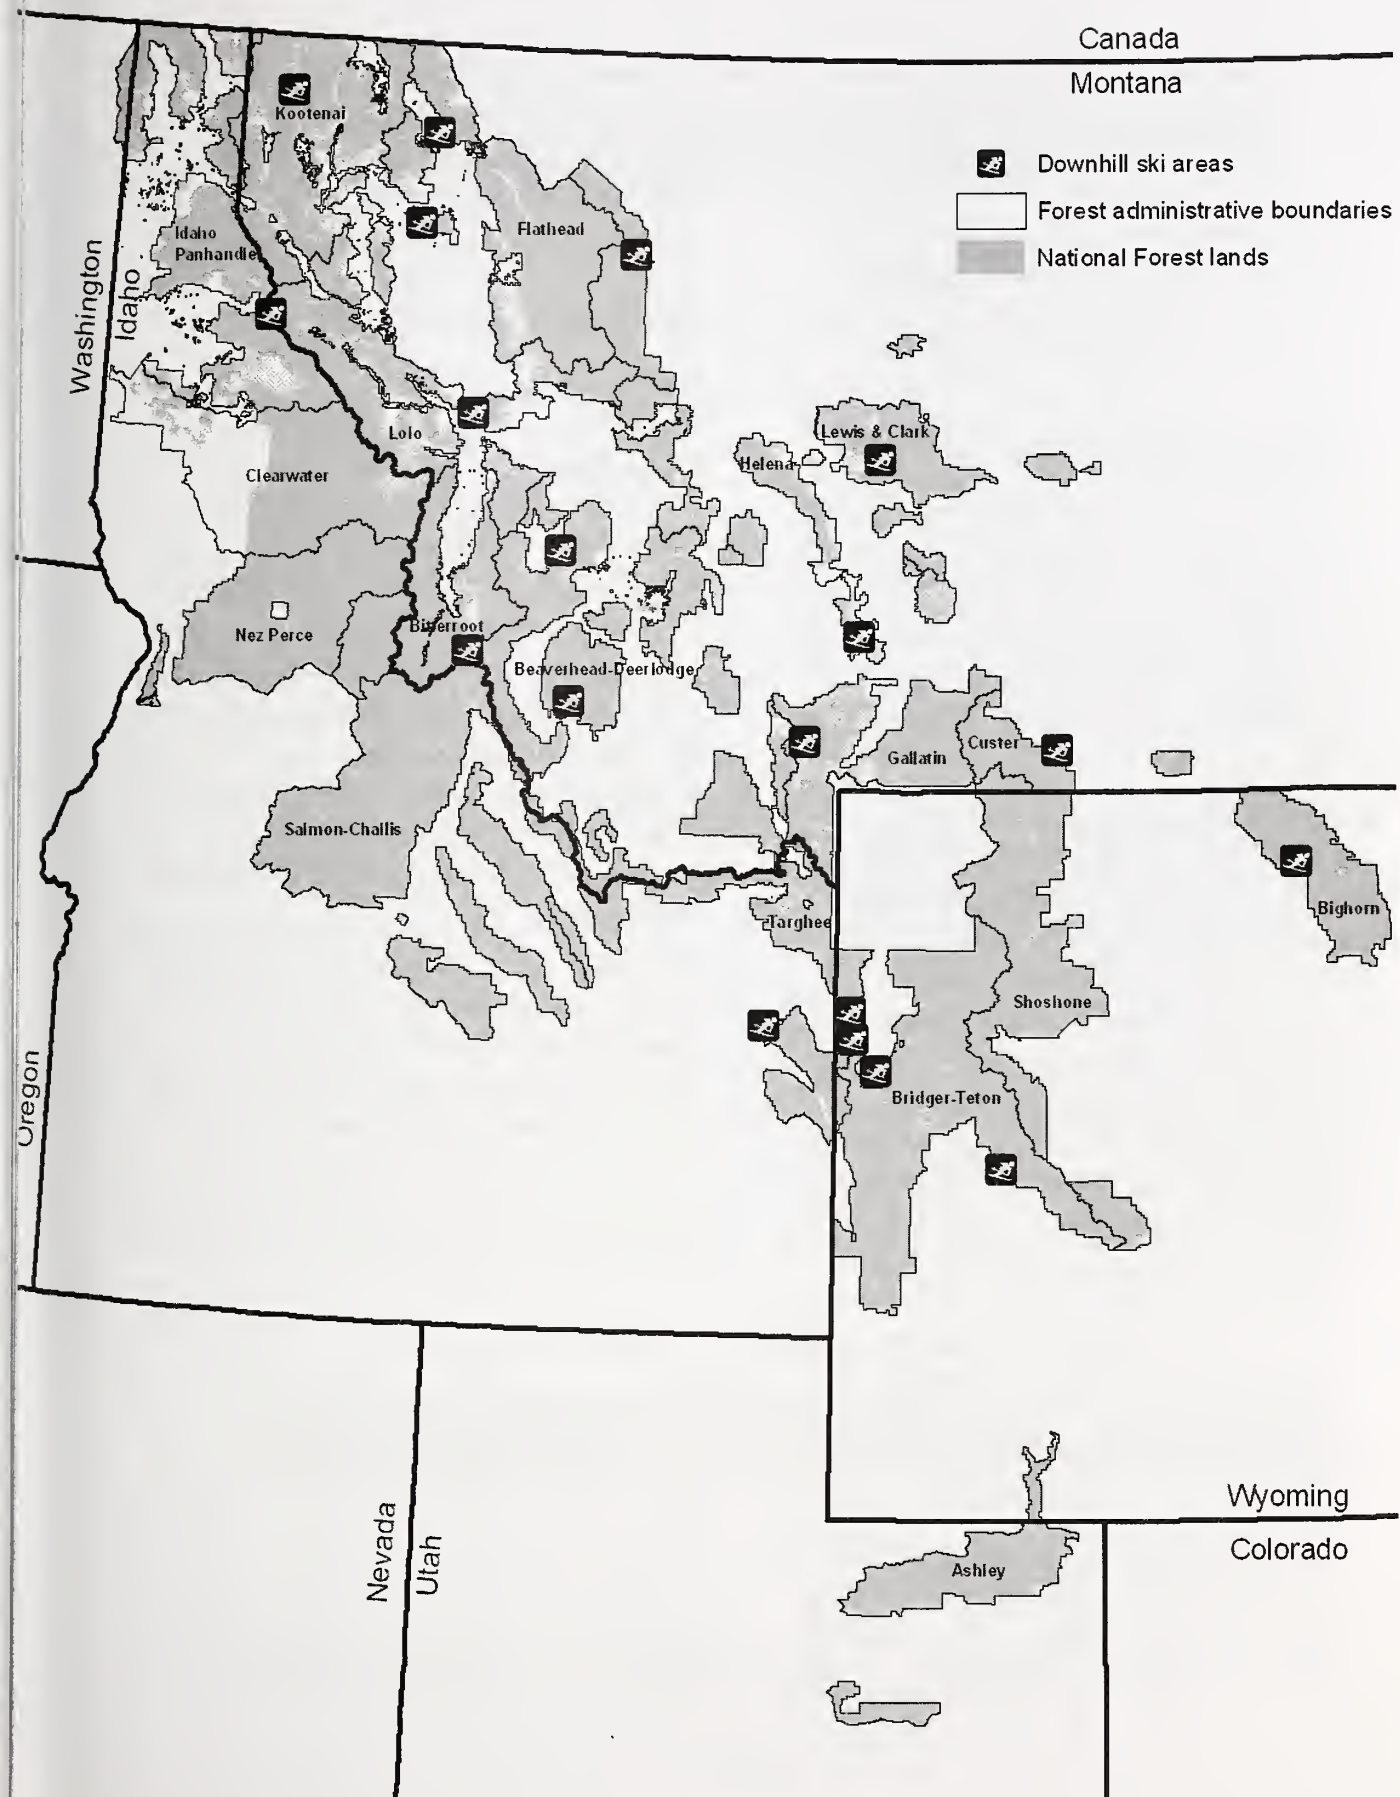 Canada
Montana
Downhill ski areas
Forest administrative boundaries
National Forest lands
Kootenai
Idaho
Panhandle
Flathead
Washington
Idaho
Lolo
Lewis & Clark
Helena
Clearwater
Nez Perce
Bitterroot
Beaverhead-Deerlodge
Gallatin
Custer
Salmon-Challis
Targhee
Bighorn
Shoshone
Oregon
Bridger-Teton
Wyoming
Colorado
Nevada
Utah
Ashley